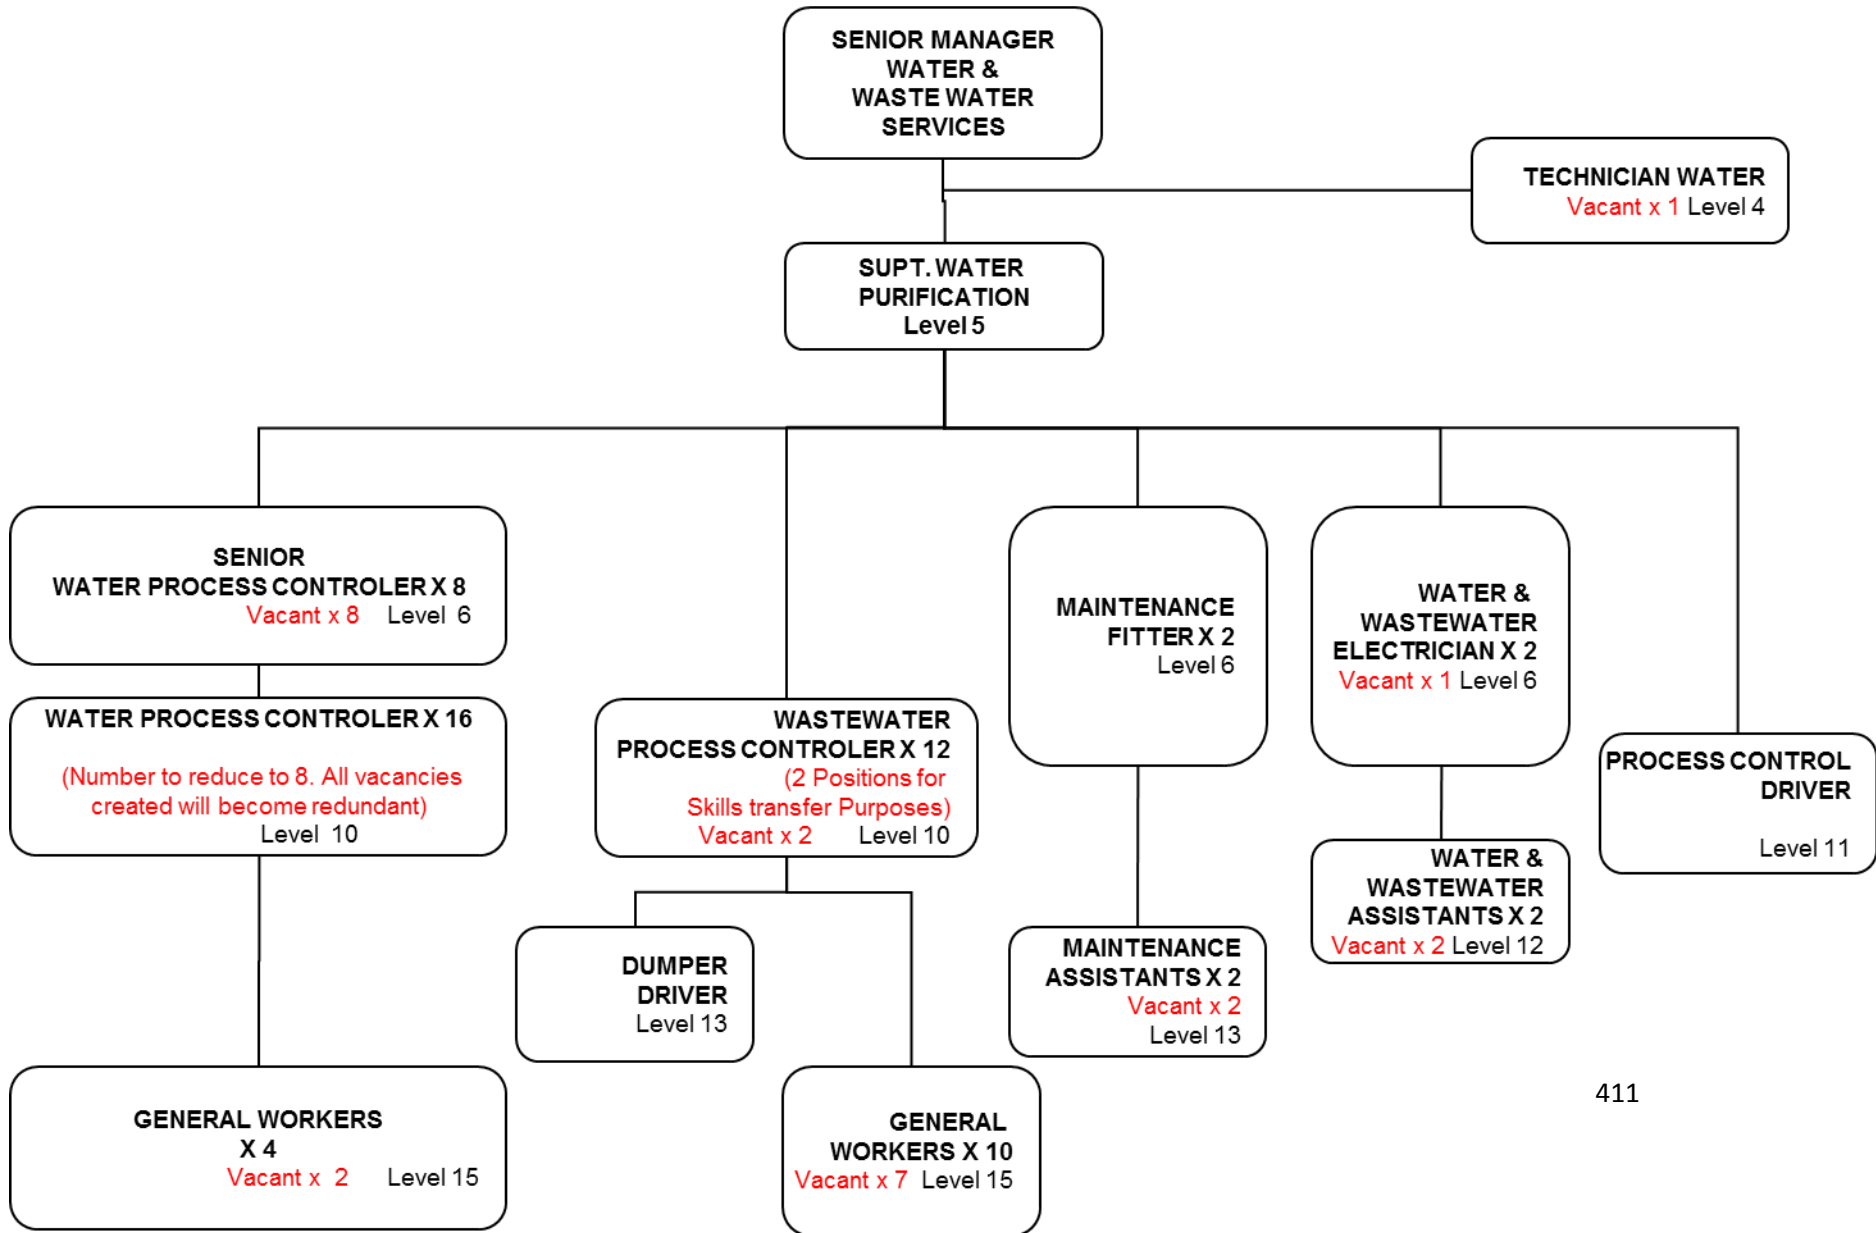 SENIOR MANAGER
WATER &
WASTE WATER
SERVICES
TECHNICIAN WATER
Vacant x 1 Level 4
SUPT. WATER
PURIFICATION
Level 5
SENIOR
WATER PROCESS CONTROLER X 8
Vacant x 8 Level 6
WATER PROCESS CONTROLER X 16
(Number to reduce to 8. All vacancies
created will become redundant)
Level 10
GENERAL WORKERS
X 4
Vacant x 2 Level 15
WASTEWATER
PROCESS CONTROLER X 12
(2 Positions for
Skills transfer Purposes)
Vacant x 2 Level 10
DUMPER
DRIVER
Level 13
GENERAL
WORKERS X 10
Vacant x 7 Level 15
MAINTENANCE
FITTER X 2
Level 6
MAINTENANCE
ASSISTANTS X 2
Vacant x 2
Level 13
WATER &
WASTEWATER
ELECTRICIAN X 2
Vacant x 1 Level 6
WATER &
WASTEWATER
ASSISTANTS X 2
Vacant x 2 Level 12
PROCESS CONTROL
DRIVER
Level 11
411